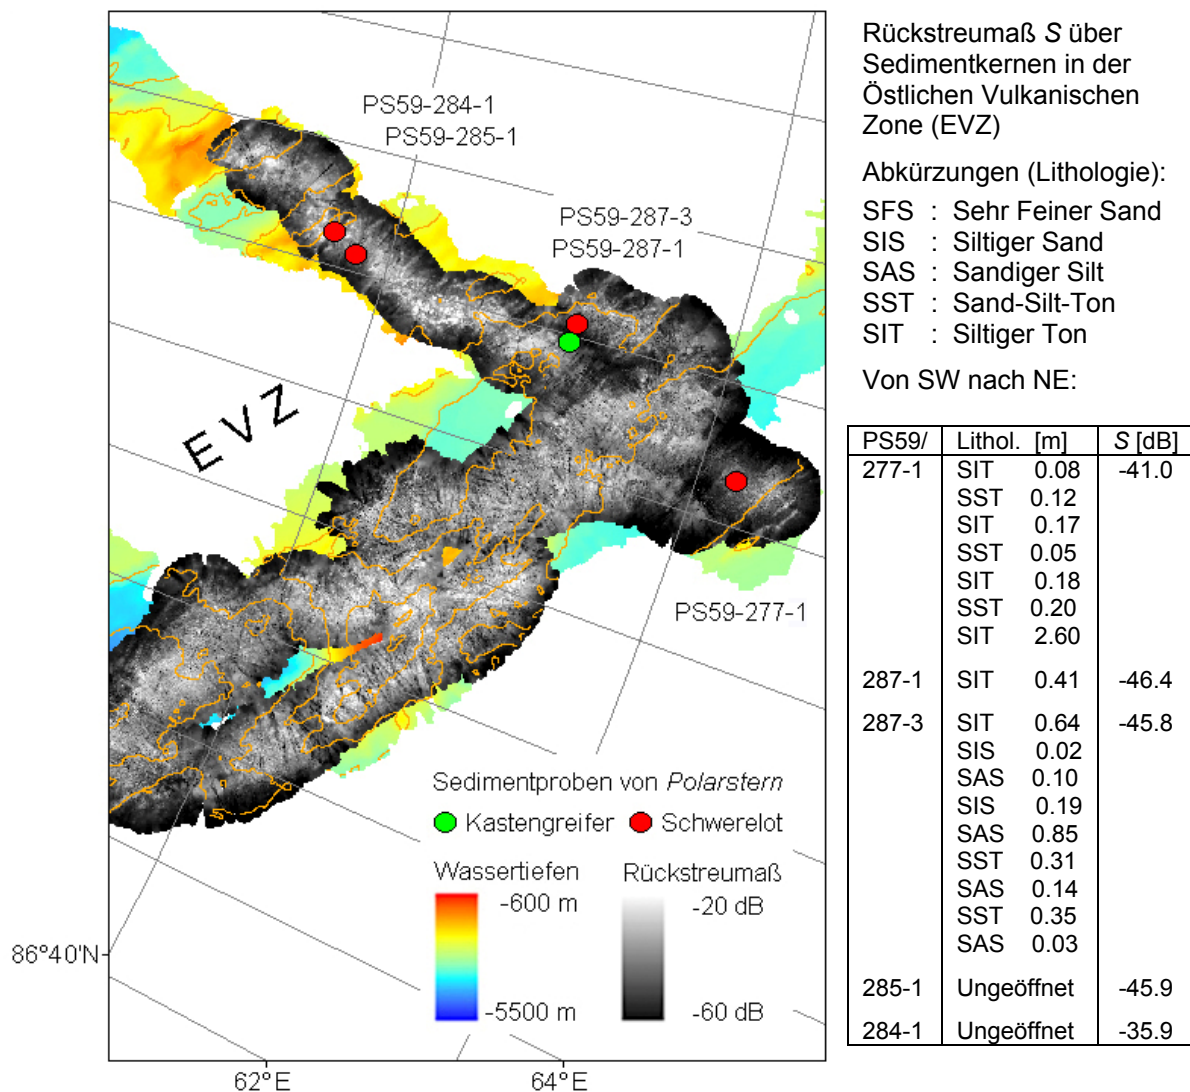 PS59-284-1
PS59-285-1
PS59-287-3
PS59-287-1
E V Z
PS59-277-1
Sedimentproben von Polarstern
Kastengreifer Schwerelot
Wassertiefen Rückstreumaß
-600 m -20 dB
-5500 m -60 dB
86°40'N
62°E 64°E
Rückstreumaß S über
Sedimentkernen in der
Östlichen Vulkanischen
Zone (EVZ)
Abkürzungen (Lithologie):
SFS : Sehr Feiner Sand
SIS : Siltiger Sand
SAS : Sandiger Silt
SST : Sand-Silt-Ton
SIT : Siltiger Ton
Von SW nach NE:
PS59/ Lithol. [m] S [dB]
277-1 SIT 0.08 -41.0
SST 0.12
SIT 0.17
SST 0.05
SIT 0.18
SST 0.20
SIT 2.60
287-1 SIT 0.41 -46.4
287-3 SIT 0.64 -45.8
SIS 0.02
SAS 0.10
SIS 0.19
SAS 0.85
SST 0.31
SAS 0.14
SST 0.35
SAS 0.03
285-1 Ungeöffnet -45.9
284-1 Ungeöffnet -35.9